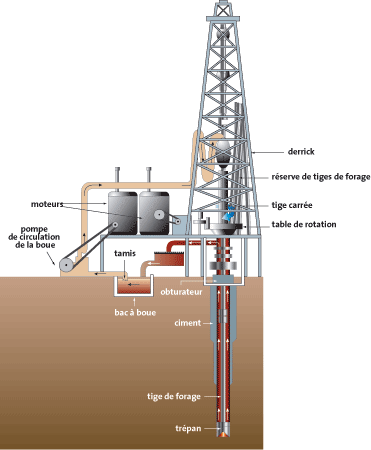 derrick
réserve de tiges de forage
tige carrée
moteurs
table de rotation
pompe
de circulation
de la boue
tamis
obturateur
bac à boue
ciment
tige de forage
trépan